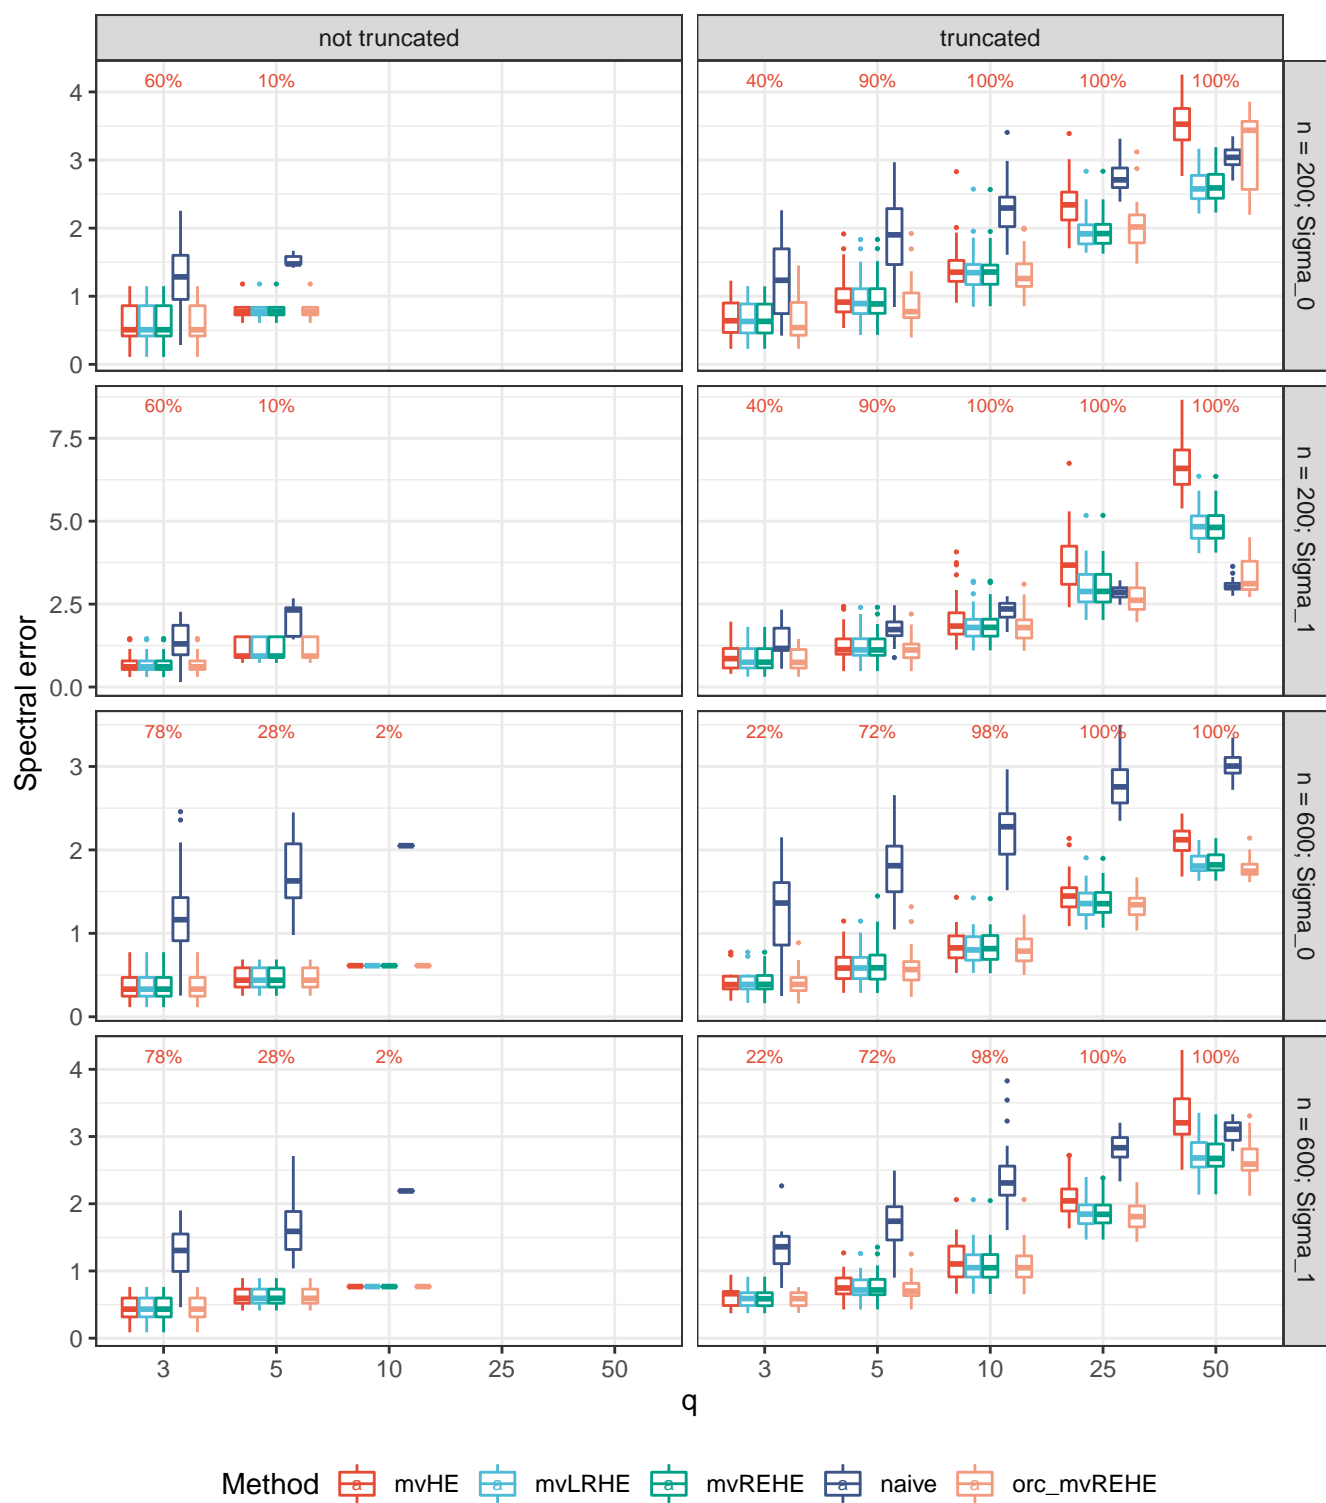 not truncated truncated
60% 10% 40% 90% 100% 100% 100%
4
3
2
1
0
n = 200; Sigma_0
60% 10% 40% 90% 100% 100% 100%
7.5
5.0
2.5
0.0
n = 200; Sigma_1
Spectral error
78% 28% 2% 22% 72% 98% 100% 100%
3
2
1
0
n = 600; Sigma_0
78% 28% 2% 22% 72% 98% 100% 100%
4
3
2
1
0
n = 600; Sigma_1
3 5 10 25 50 3 5 10 25 50
q
Method a mvHE a mvLRHE a mvREHE a naive a orc_mvREHE